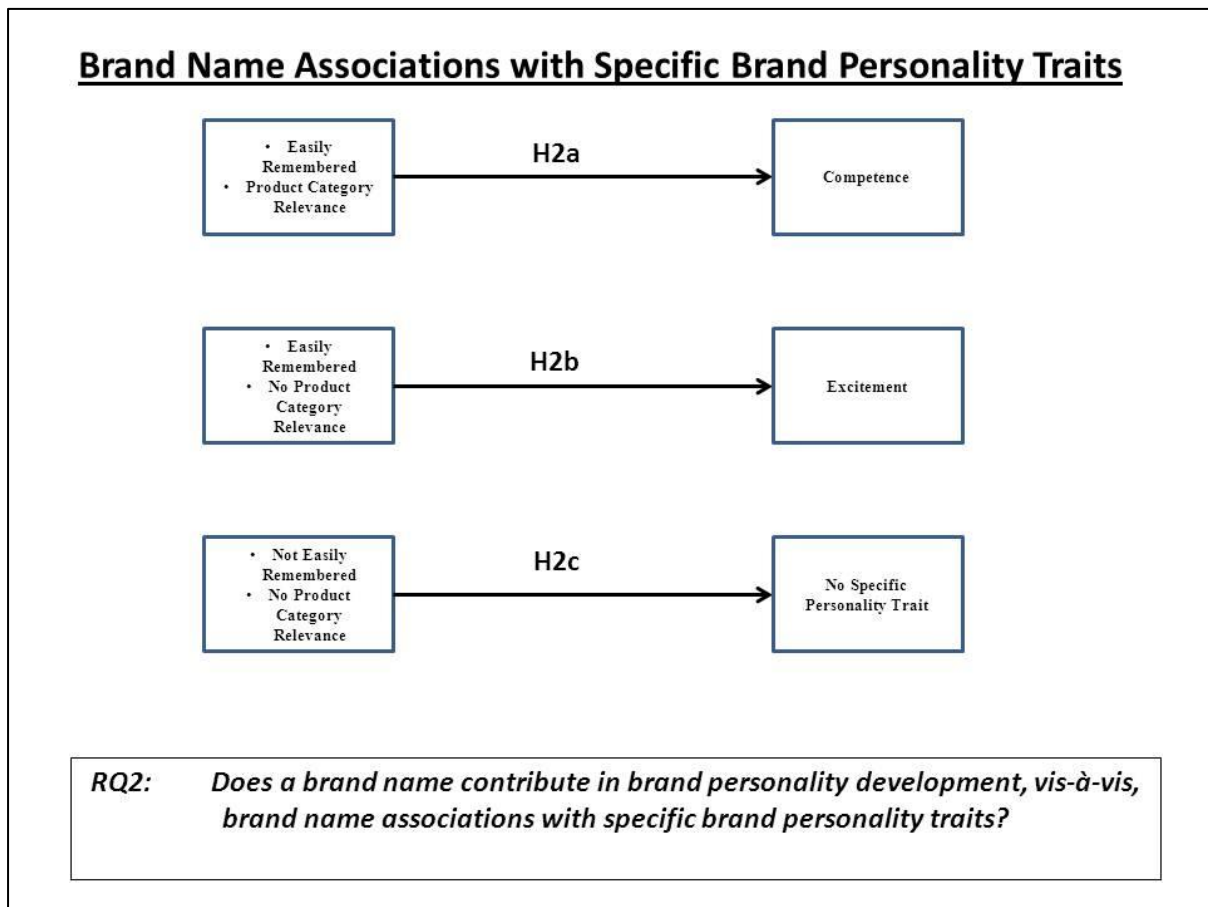 Brand Name Associations with Specific Brand Personality Traits
• Easily
Remembered
• Product Category
Relevance
H2a
Competence
• Easily
Remembered
• No Product
Category
Relevance
H2b
Excitement
• Not Easily
Remembered
• No Product
Category
Relevance
H2c
No Specific
Personality Trait
RQ2: Does a brand name contribute in brand personality development, vis-à-vis,
brand name associations with specific brand personality traits?